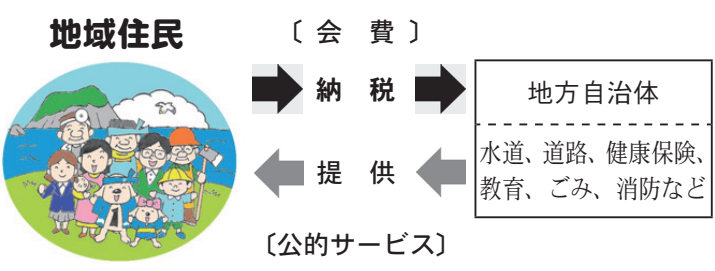 地域住民
〔会　費〕
納　税
地方自治体
水道、道路、健康保険、
教育、ごみ、消防など
提　供
〔公的サービス〕